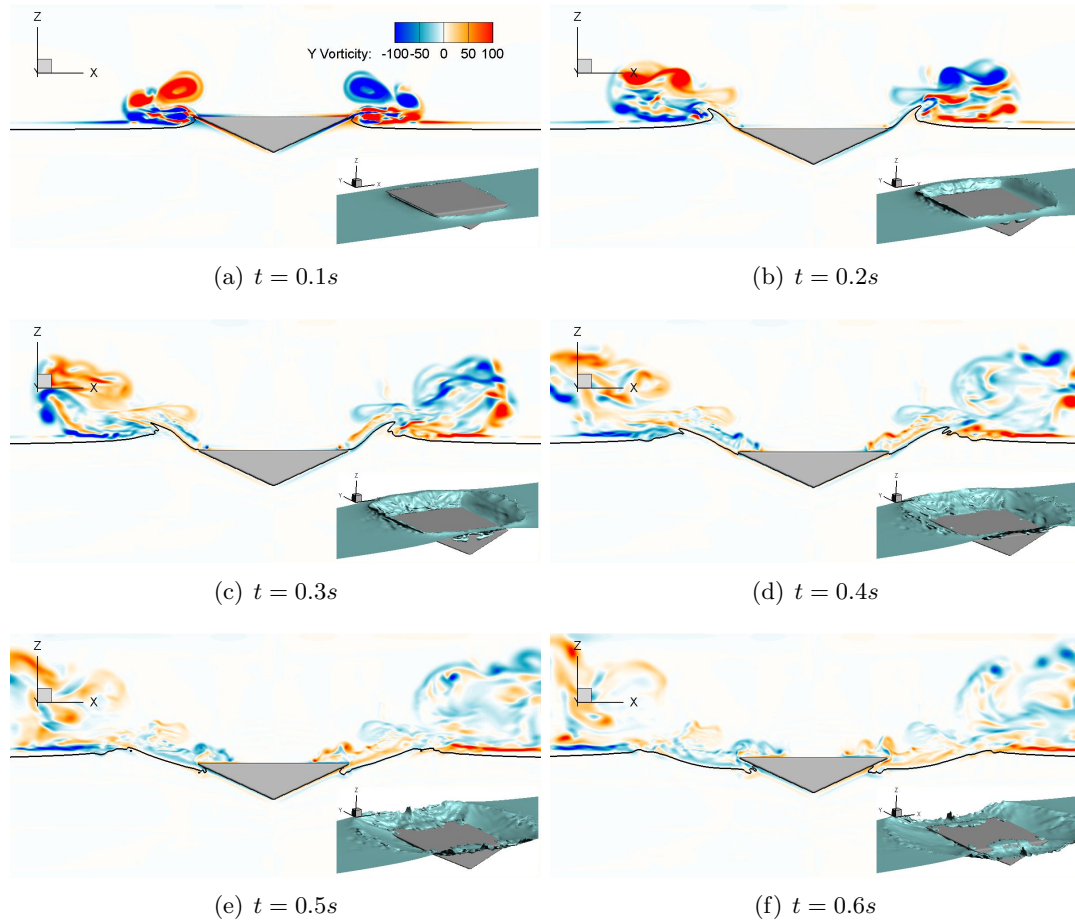 Z
X
Y
Y Vorticity: -100 -50 0 50 100
Z
Y
X
(a) t = 0.1s
Z
X
Y
Z
Y
X
(b) t = 0.2s
Z
X
Y
Z
Y
X
(c) t = 0.3s
Z
X
Y
Z
Y
X
(d) t = 0.4s
Z
X
Y
Z
Y
X
(e) t = 0.5s
Z
X
Y
Z
Y
X
(f) t = 0.6s